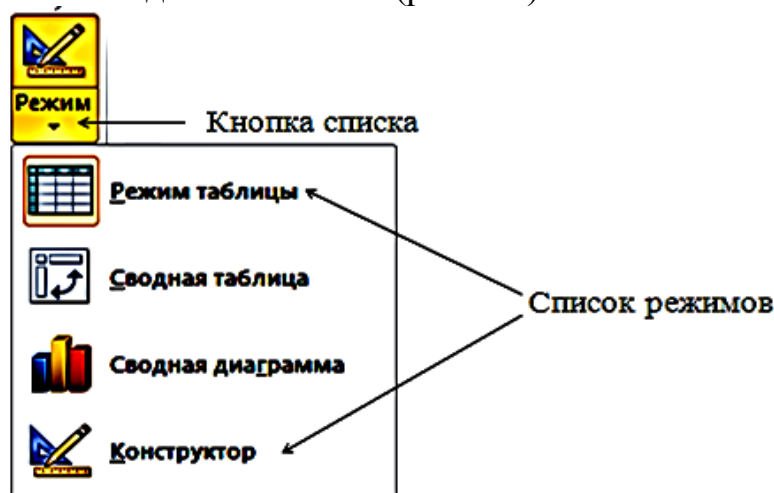 Режим
Кнопка списка
Режим таблицы
Сводная таблица
Список режимов
Сводная диаграмма
Конструктор